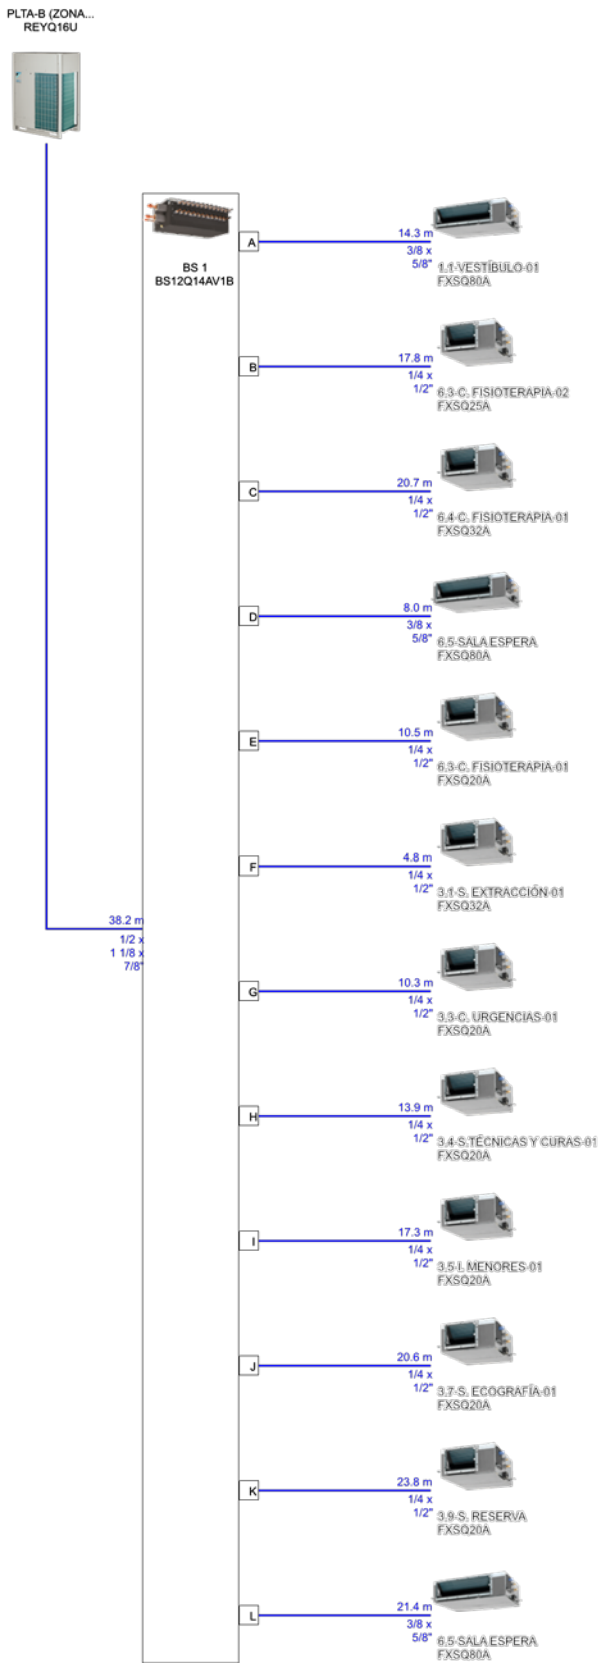 PLTA-B (ZONA...
REYQ16U
BS 1
BS12Q14AV1B
A
14.3 m
3/8 x
5/8"
1.1-VESTÍBULO-01
FXSQ80A
B
17.8 m
1/4 x
1/2"
6.3-C. FISIOTERAPIA-02
FXSQ25A
C
20.7 m
1/4 x
1/2"
6.4-C. FISIOTERAPIA-01
FXSQ32A
D
8.0 m
3/8 x
5/8"
6.5-SALA ESPERA
FXSQ80A
E
10.5 m
1/4 x
1/2"
6.3-C. FISIOTERAPIA-01
FXSQ20A
F
4.8 m
1/4 x
1/2"
3.1-S. EXTRACCIÓN-01
FXSQ32A
38.2 m
1/2 x
1 1/8 x
7/8"
G
10.3 m
1/4 x
1/2"
3.3-C. URGENCIAS-01
FXSQ20A
H
13.9 m
1/4 x
1/2"
3.4-S.TÉCNICAS Y CURAS-01
FXSQ20A
I
17.3 m
1/4 x
1/2"
3.5-I. MENORES-01
FXSQ20A
J
20.6 m
1/4 x
1/2"
3.7-S. ECOGRAFÍA-01
FXSQ20A
K
23.8 m
1/4 x
1/2"
3.9-S. RESERVA
FXSQ20A
L
21.4 m
3/8 x
5/8"
6.5-SALA ESPERA
FXSQ80A